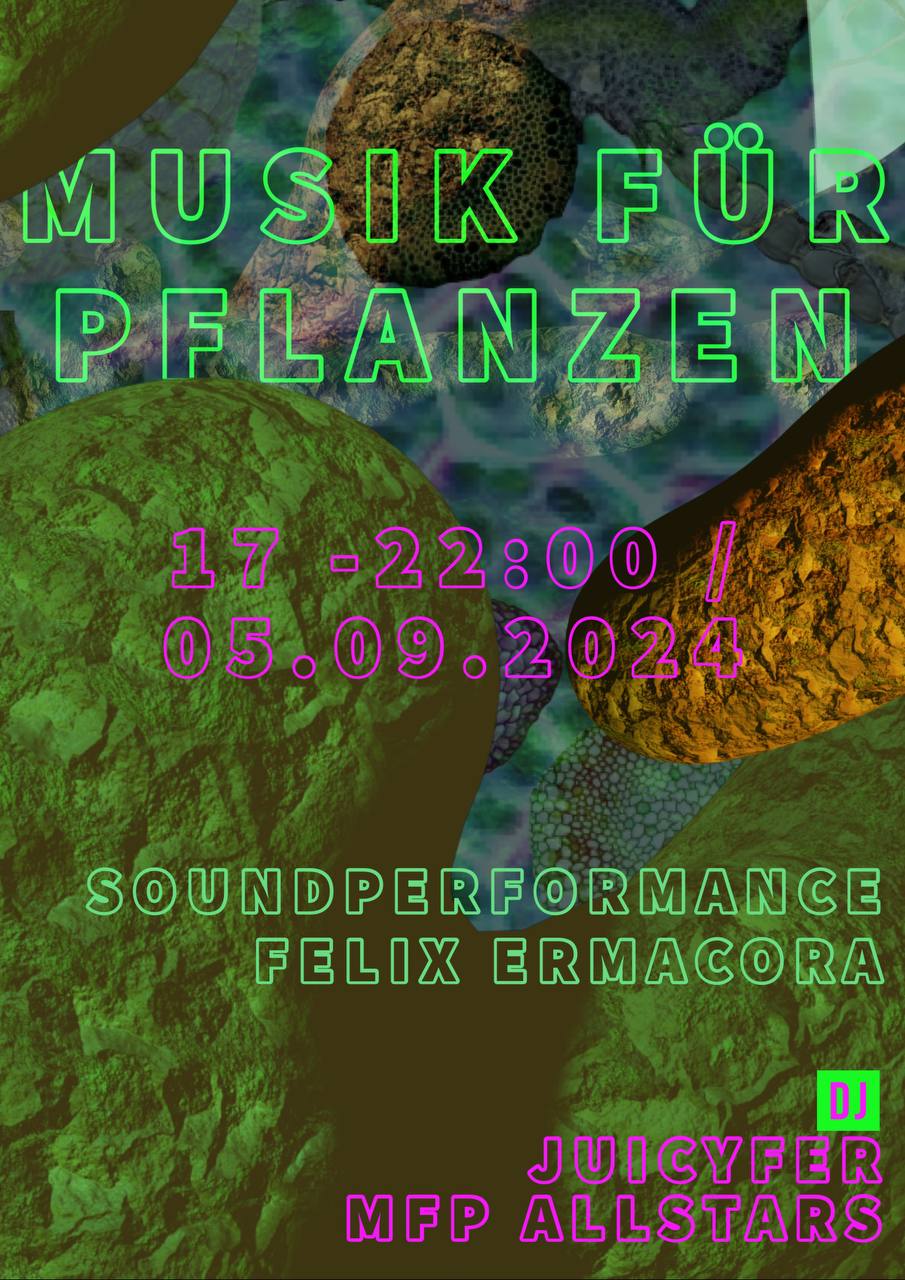 MUSIK FÜR
PFLANZEN
17 -22:00 /
05.09.2024
SOUNDPERFORMANCE
FELIX ERMACORA
DJ
JUICYFER
MFP ALLSTARS